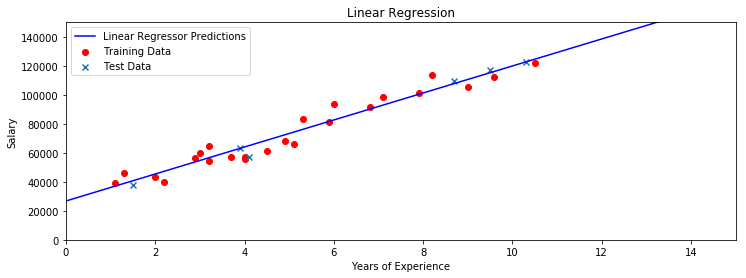 Linear Regression
Linear Regressor Predictions
Training Data
Test Data
140000
120000
100000
80000
60000
40000
20000
0
Salary
0 2 4 6 8 10 12 14
Years of Experience